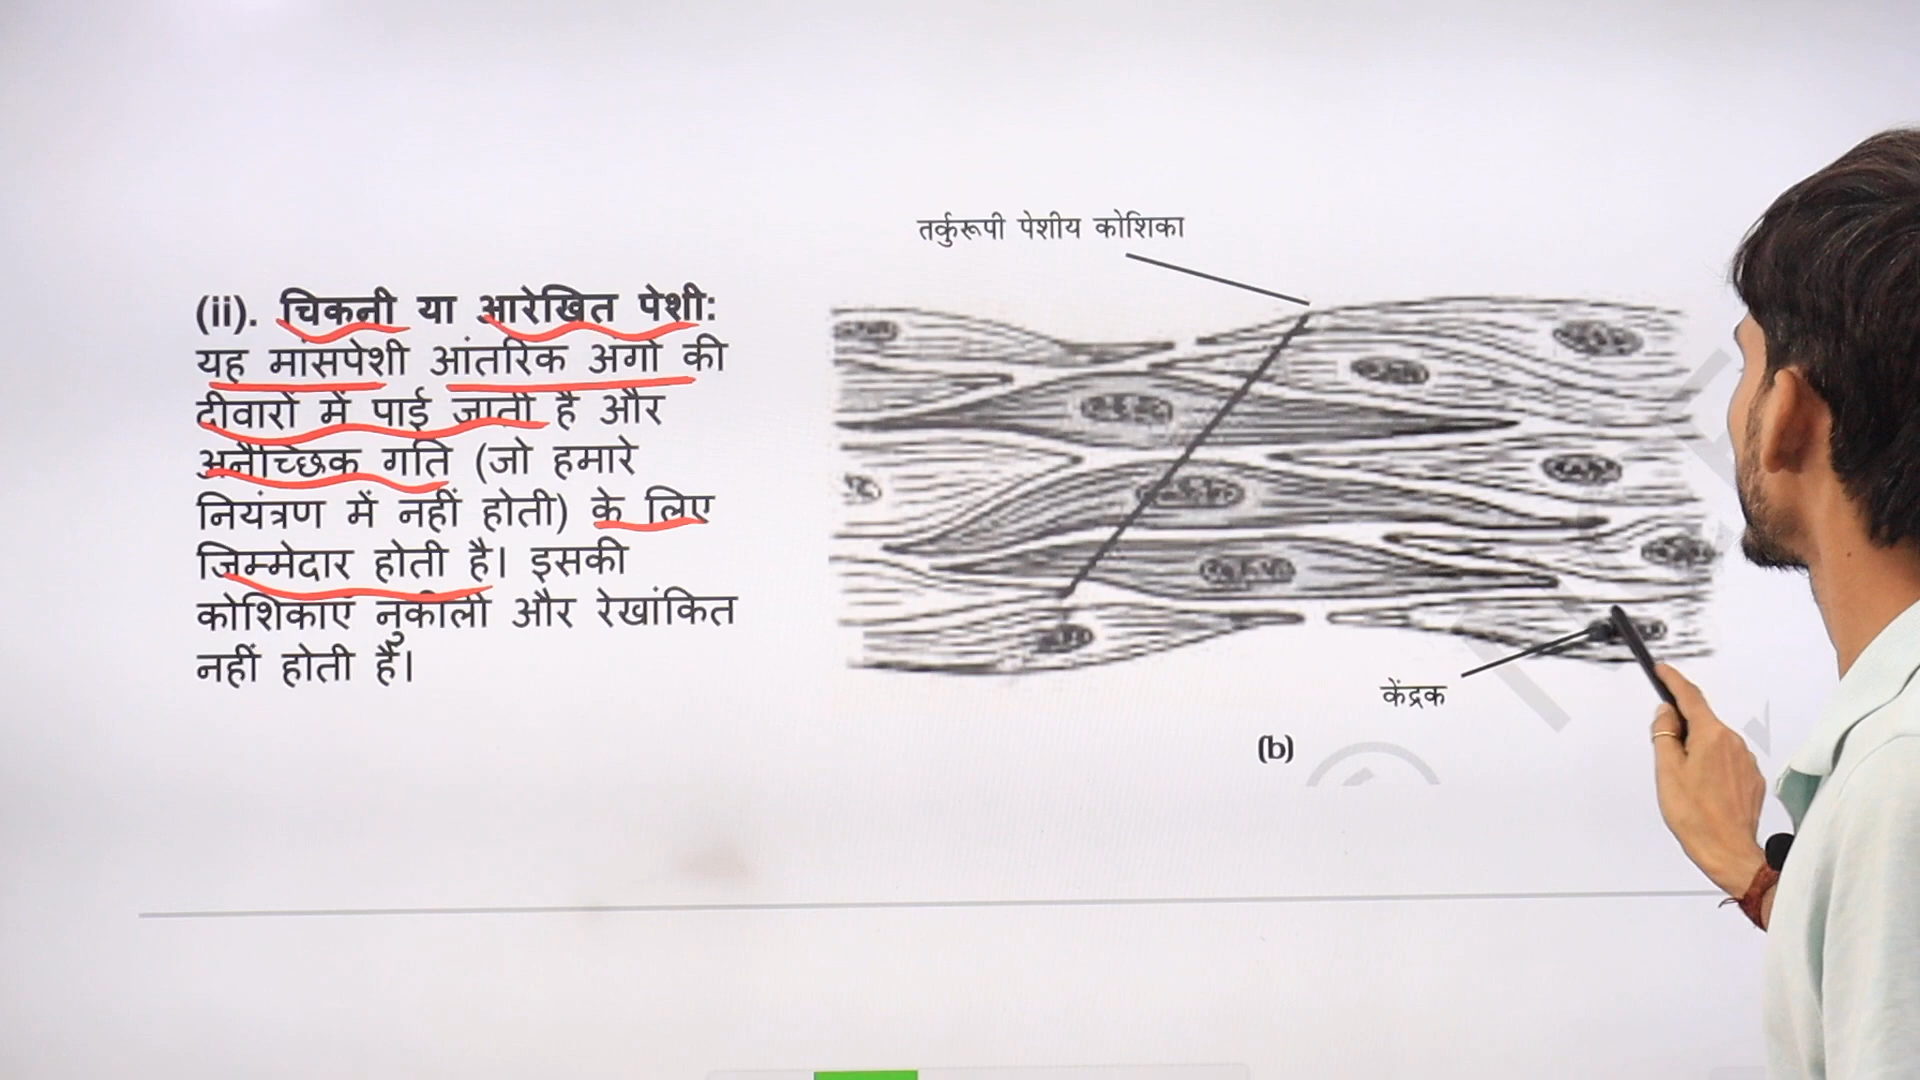 तर्कुरूपी पेशीय कोशिका
(ii). चिकनी या आरेखित पेशी:
यह मांसपेशी आंतरिक अंगों की
दीवारों में पाई जाती है और
अनैच्छिक गति (जो हमारे
नियंत्रण में नहीं होती) के लिए
जिम्मेदार होती है। इसकी
कोशिकाएं नुकीली और रेखांकित
नहीं होती हैं।
केंद्रक
(b)